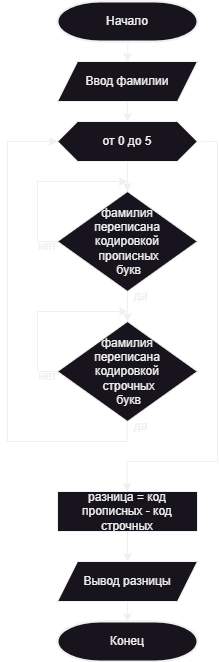 Начало
Ввод фамилии
от 0 до 5
фамилия
переписана
кодировкой
прописных
букв
нет
да
фамилия
переписана
кодировкой
строчных
букв
нет
да
разница = код
прописных - код
строчных
Вывод разницы
Конец